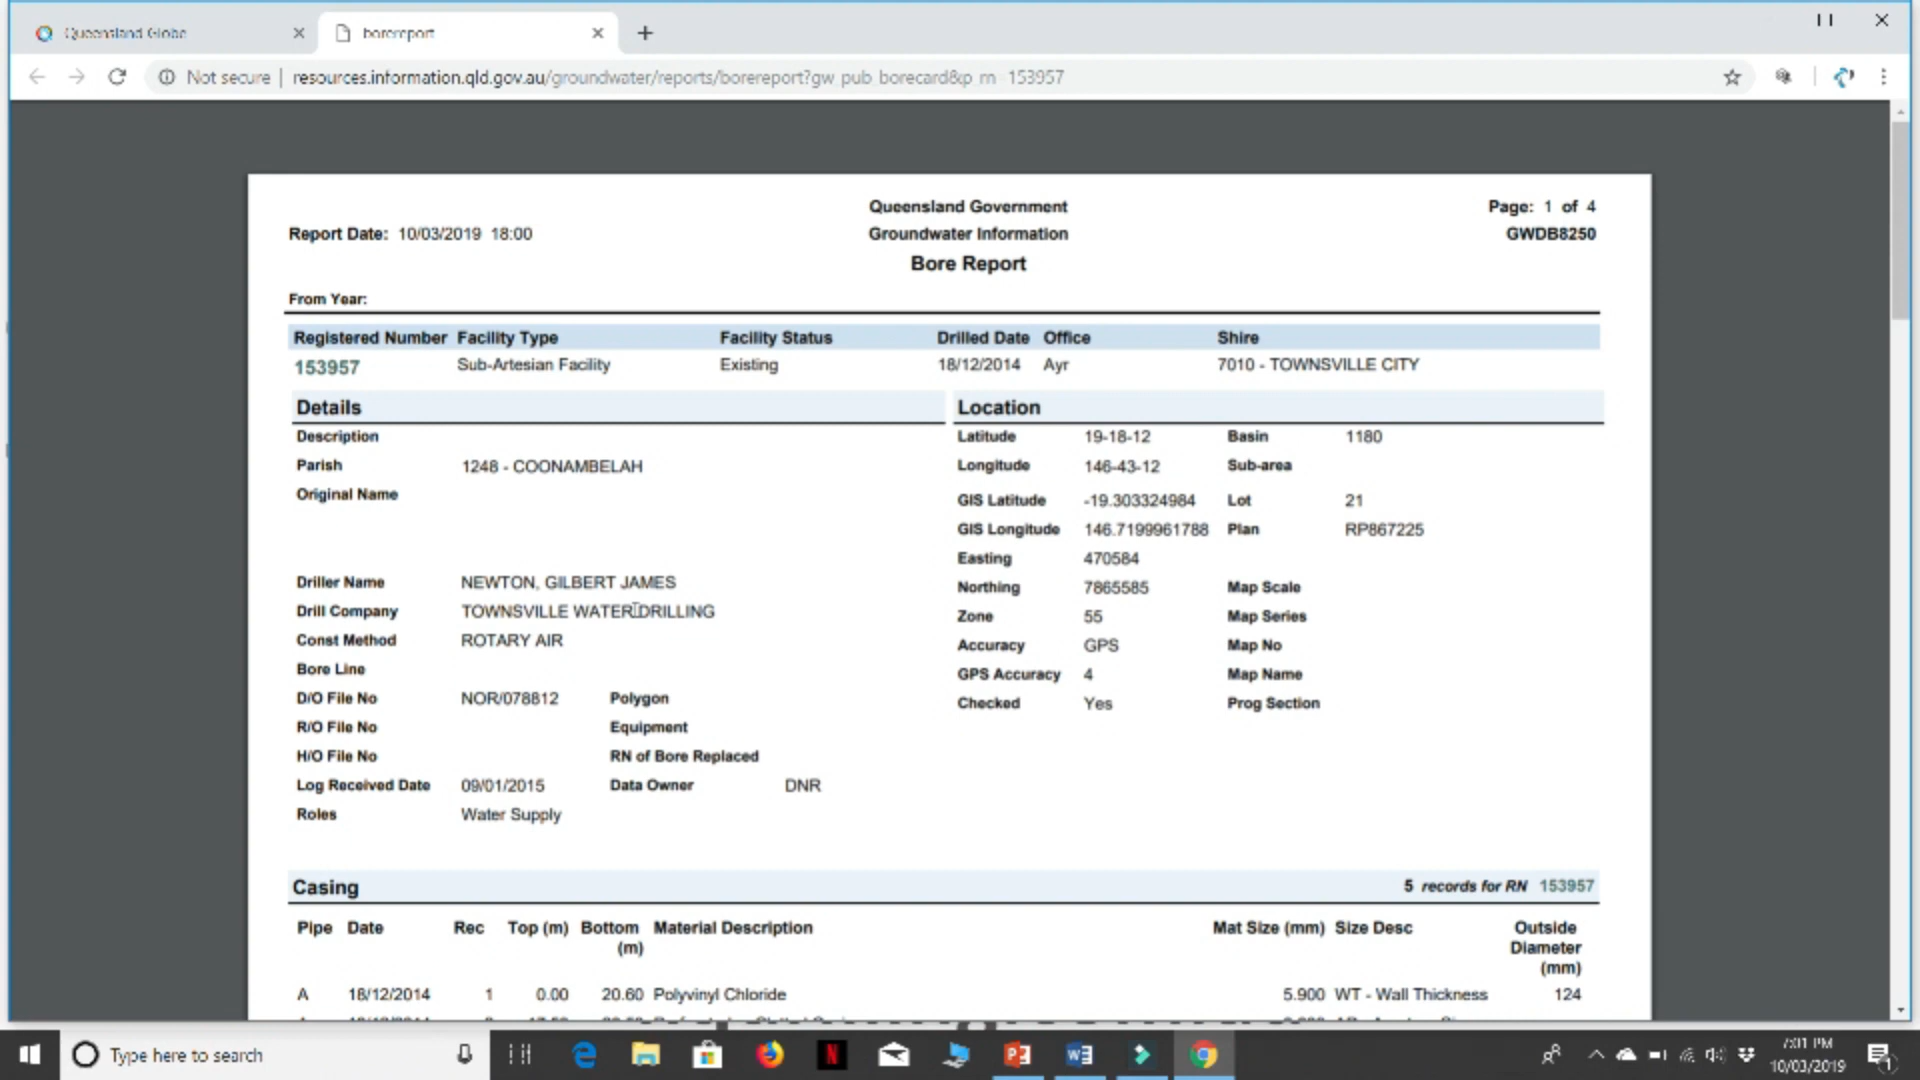 Queensland Globe
borereport
Not secure | resources.information.qld.gov.au/groundwater/reports/borereport?gw_pub_borecard&p_rn=153957
Queensland Government Page: 1 of 4
Report Date: 10/03/2019 18:00 Groundwater Information GWDB8250
Bore Report
From Year:
Registered Number Facility Type Facility Status Drilled Date Office Shire
153957 Sub-Artesian Facility Existing 18/12/2014 Ayr 7010 - TOWNSVILLE CITY
Details Location
Description Latitude 19-18-12 Basin 1180
Parish 1248 - COONAMBELAH Longitude 146-43-12 Sub-area
Original Name GIS Latitude -19.303324984 Lot 21
GIS Longitude 146.7199961788 Plan RP867225
Easting 470584
Driller Name NEWTON, GILBERT JAMES Northing 7865585 Map Scale
Drill Company TOWNSVILLE WATER DRILLING Zone 55 Map Series
Const Method ROTARY AIR Accuracy GPS Map No
Bore Line GPS Accuracy 4 Map Name
D/O File No NOR/078812 Polygon Checked Yes Prog Section
R/O File No Equipment
H/O File No RN of Bore Replaced
Log Received Date 09/01/2015 Data Owner DNR
Roles Water Supply
Casing 5 records for RN 153957
Pipe Date Rec Top (m) Bottom Material Description Mat Size (mm) Size Desc Outside
(m) Diameter
(mm)
A 18/12/2014 1 0.00 20.60 Polyvinyl Chloride 5.900 WT - Wall Thickness 124
Type here to search
7:01 PM
10/03/2019